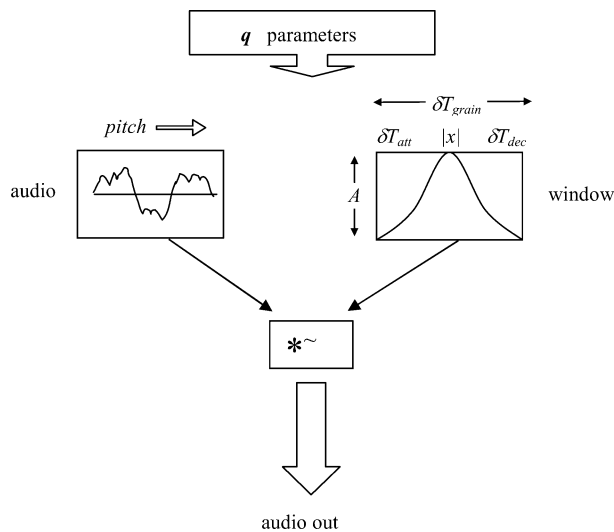 q parameters
δT_grain
pitch
δT_att |x| δT_dec
audio
A
window
*~
audio out